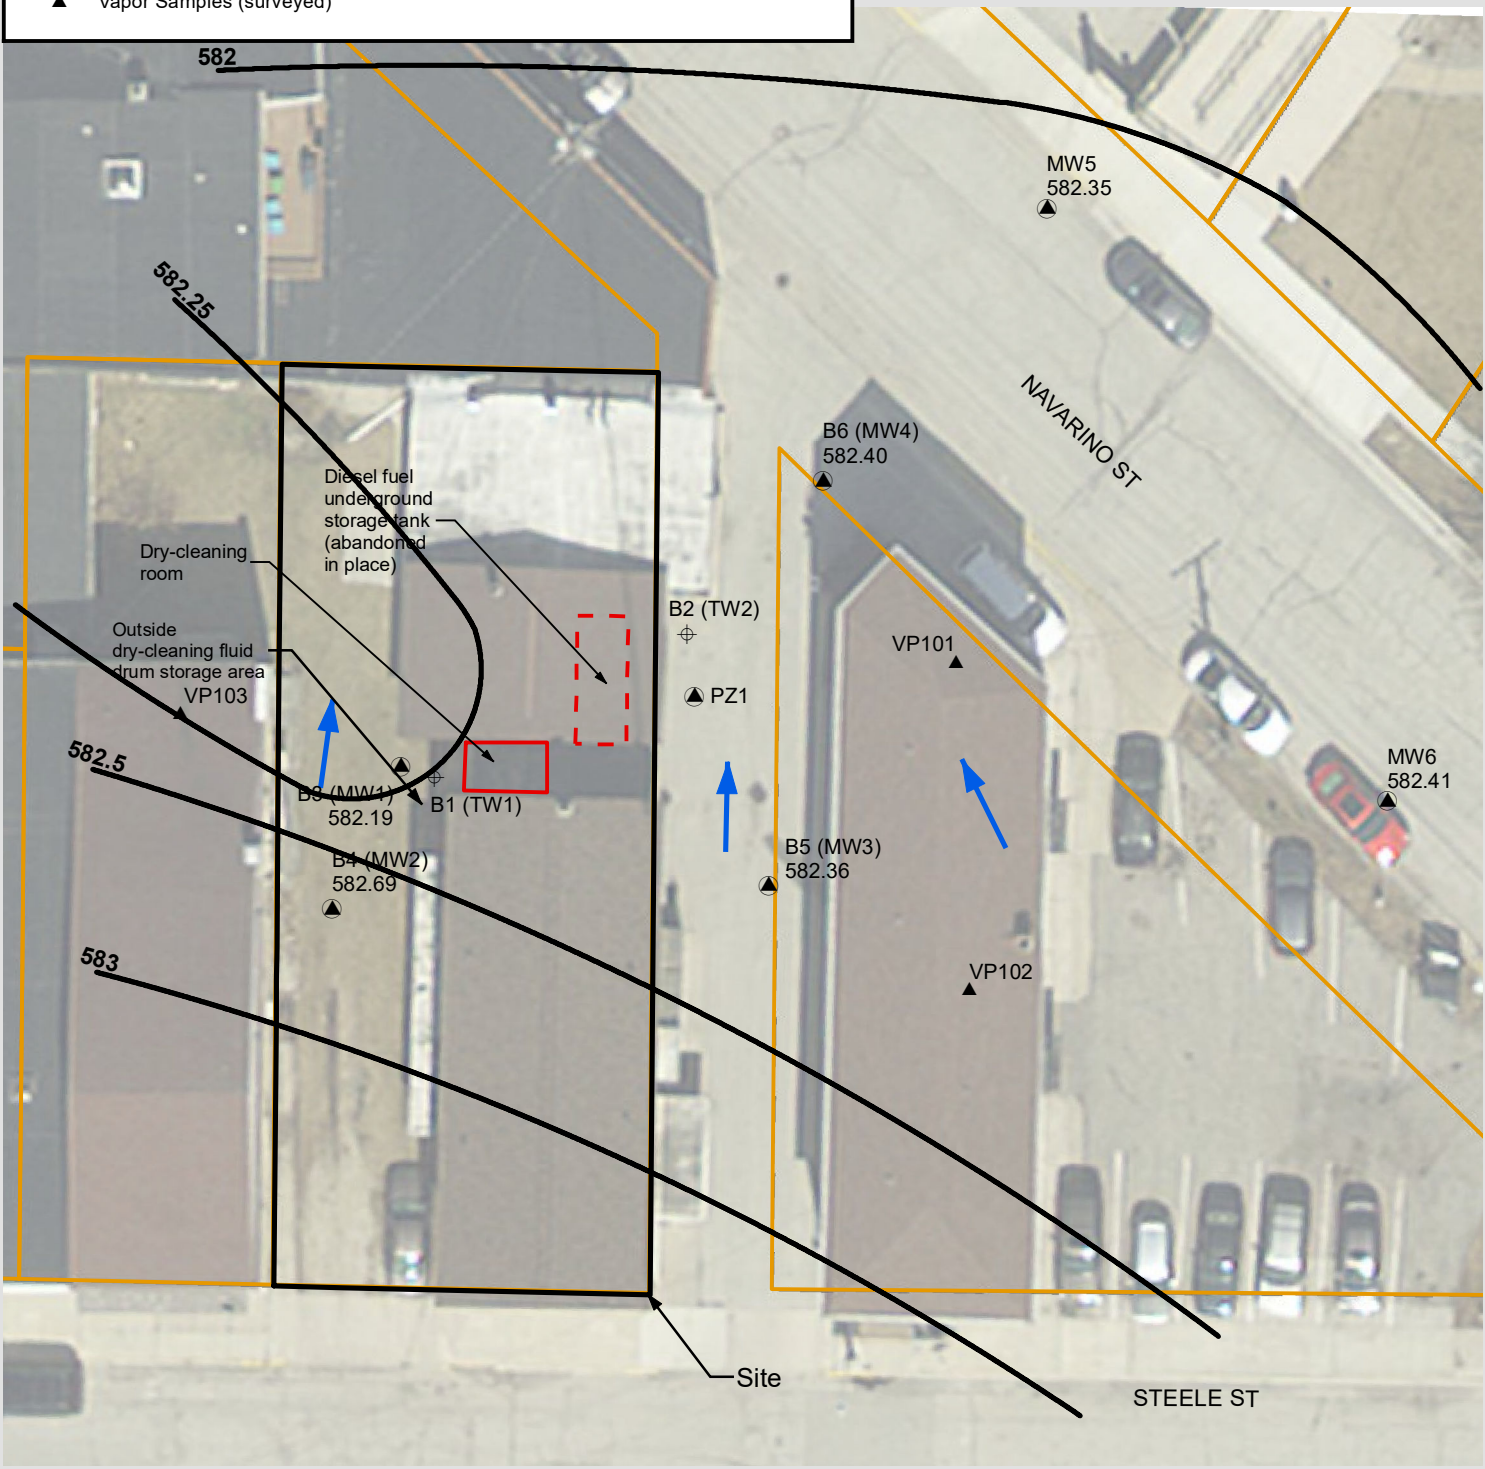 Vapor Samples (surveyed)
582
MW5
582.35
582.25
NAVARINO ST
B6 (MW4)
582.40
Diesel fuel
underground
storage tank
(abandoned
in place)
Dry-cleaning
room
B2 (TW2)
Outside
dry-cleaning fluid
drum storage area
VP103
VP101
PZ1
582.5
MW6
582.41
B3 (MW1)
582.19
B1 (TW1)
B4 (MW2)
582.69
B5 (MW3)
582.36
583
VP102
Site
STEELE ST